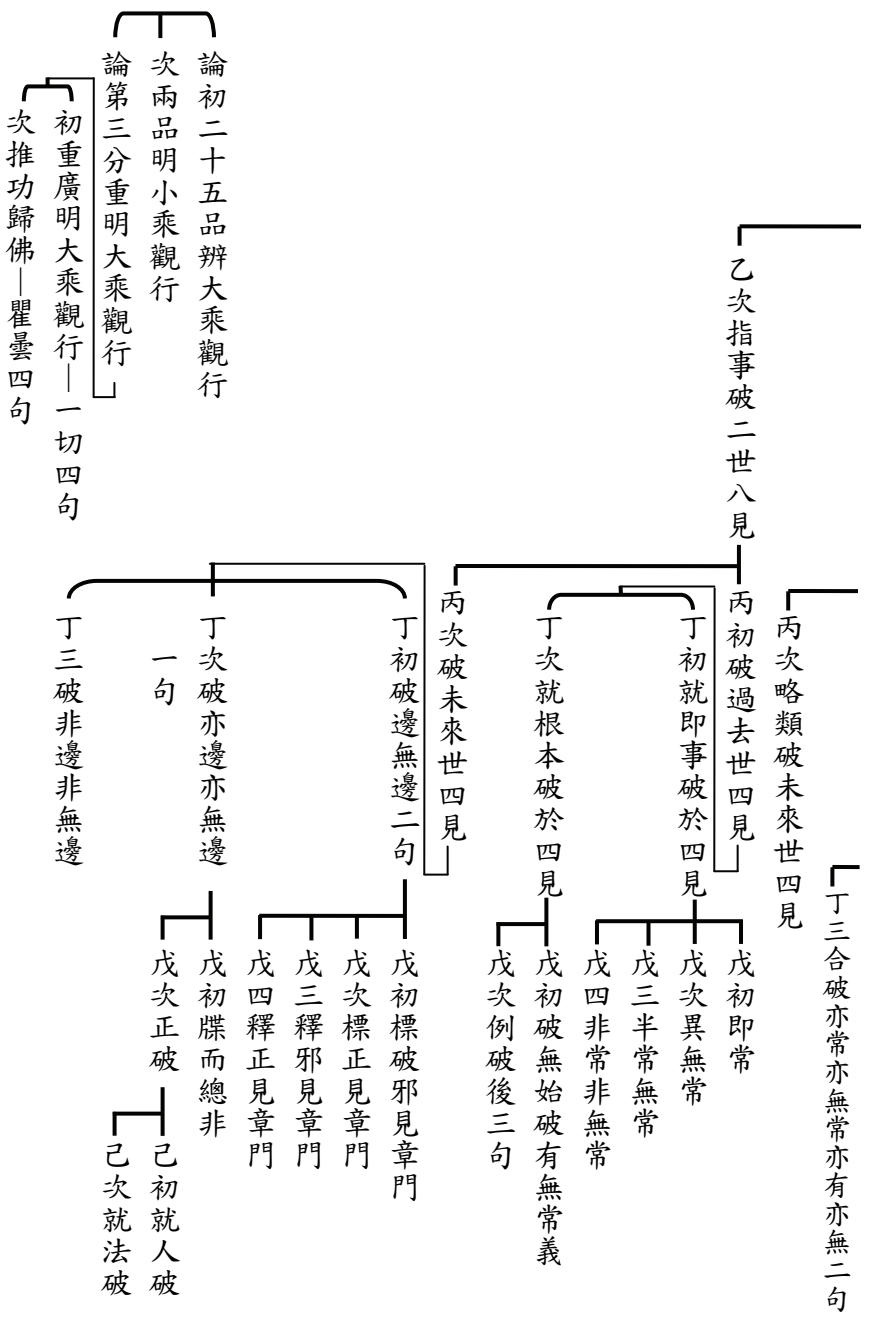 丁三合破亦常亦無常亦有亦無二句
丙次略類破未來世四見
乙次指事破二世八見
丙初破過去世四見
丁初就即事破於四見
戊初即常
戊次異無常
戊三半常無常
戊四非常非無常
丁次就根本破於四見
戊初破無始破有無常義
戊次例破後三句
丙次破未來世四見
丁初破邊無邊二句
戊初標破邪見章門
戊次標正見章門
戊三釋邪見章門
戊四釋正見章門
丁次破亦邊亦無邊
一句
戊初牒而總非
戊次正破
己初就人破
己次就法破
丁三破非邊非無邊
論初二十五品辨大乘觀行
次兩品明小乘觀行
論第三分重明大乘觀行
初重廣明大乘觀行—一切四句
次推功歸佛—瞿曇四句